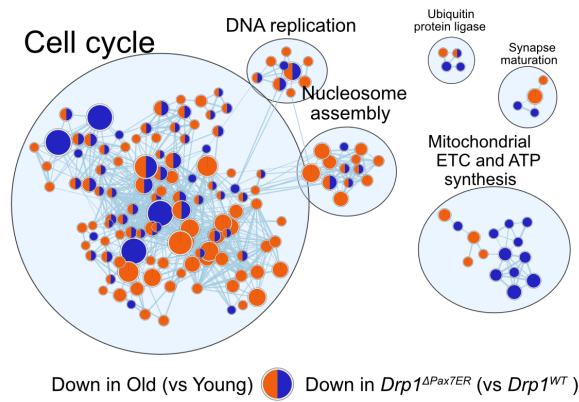 Cell cycle
DNA replication
Nucleosome
assembly
Ubiquitin
protein ligase
Synapse
maturation
Mitochondrial
ETC and ATP
synthesis
Down in Old (vs Young) Down in Drp1ΔPax7ER (vs Drp1WT )